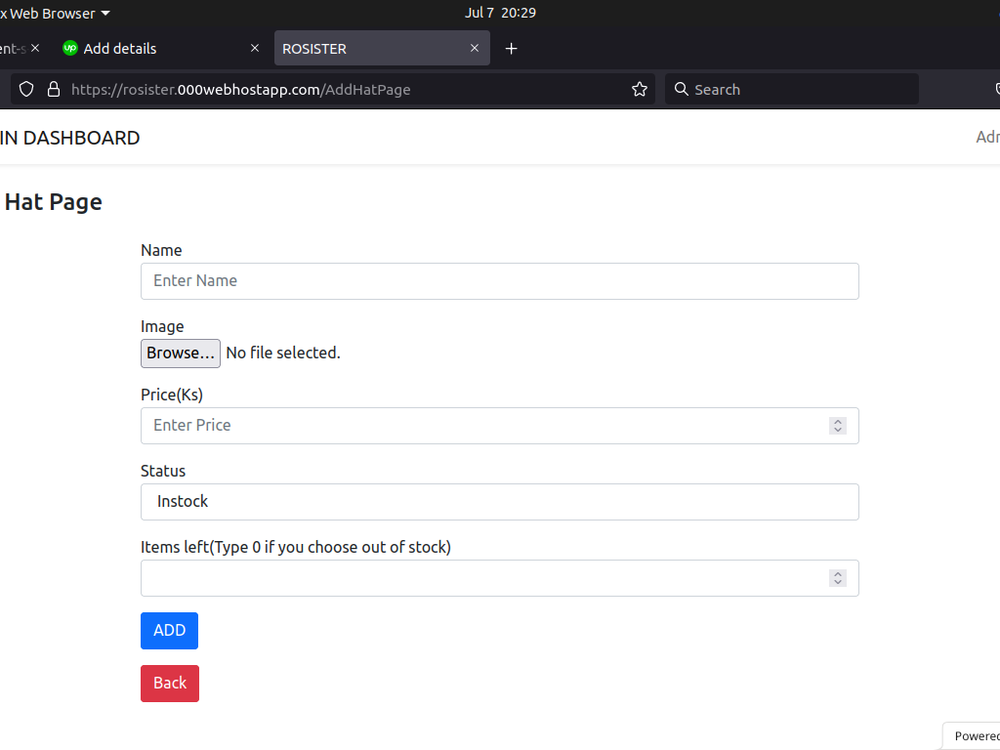 x Web Browser
Jul 7 20:29
ent-s
up Add details
ROSISTER
https://rosister.000webhostapp.com/AddHatPage
Search
IN DASHBOARD
Adr
Hat Page
Name
Enter Name
Image
Browse... No file selected.
Price(Ks)
Enter Price
Status
Instock
Items left(Type 0 if you choose out of stock)
ADD
Back
Powered